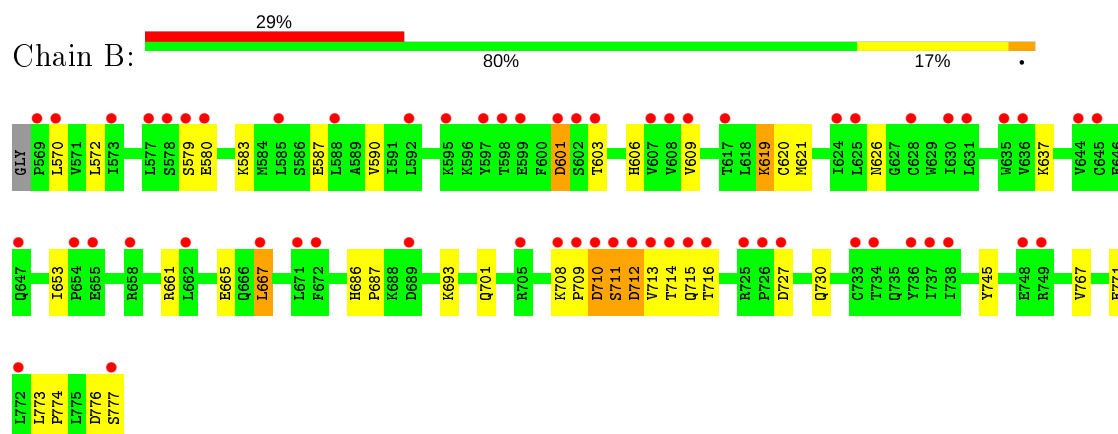 29%
Chain B:
80% 17% •
GLY P569 L570 V571 L572 I573 L577 S578 S579 E580 K583 M584 L585 S586 E587 L588 A589 V590 I591 L592 K595 K596 Y597 T598 E599 F600 D601 S602 T603 H606 V607 V608 V609 T617 L618 K619 C620 M621 I624 L625 N626 G627 C628 W629 I630 L631 W635 V636 K637 V644 C645 E646
Q647 I653 P654 E655 R658 R661 L662 E665 Q666 L667 L671 F672 H686 P687 K688 D689 K693 Q701 R705 K708 P709 D710 S711 D712 V713 T714 Q715 T716 R725 P726 D727 Q730 C733 T734 Q735 Y736 I737 I738 Y745 E748 R749 V767
L772 L773 P774 L775 D776 S777